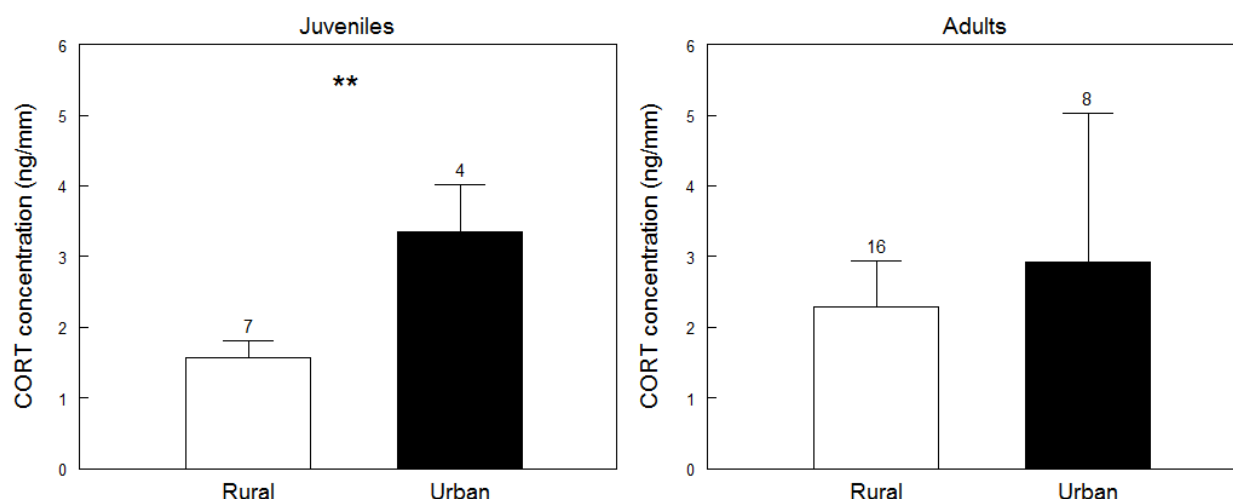 Juveniles
CORT concentration (ng/mm)
6
5
4
3
2
1
0
**
7
4
Rural
Urban
Adults
CORT concentration (ng/mm)
6
5
4
3
2
1
0
16
8
Rural
Urban